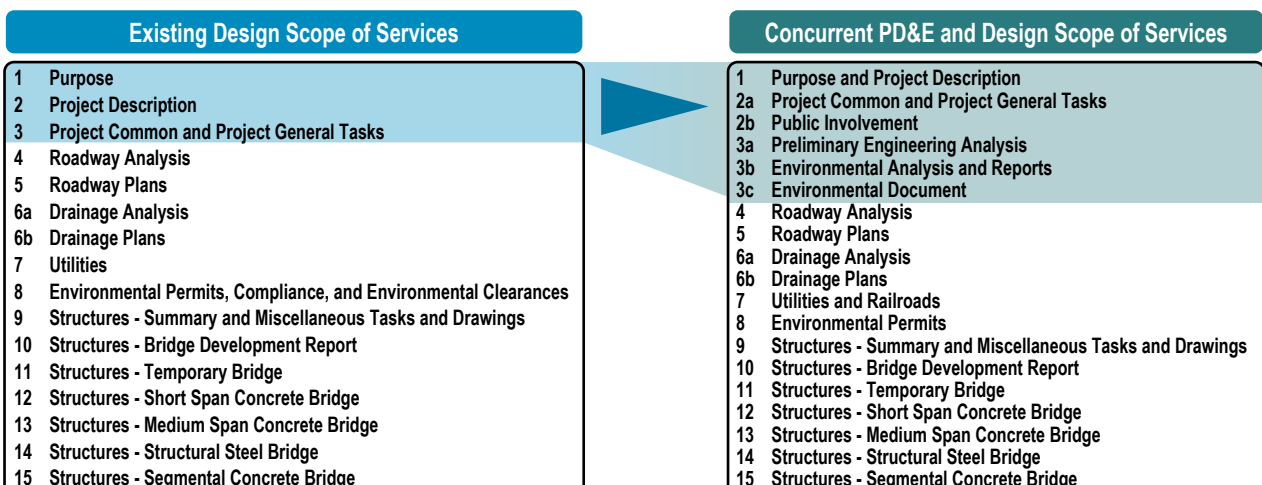 Existing Design Scope of Services
1 Purpose
2 Project Description
3 Project Common and Project General Tasks
4 Roadway Analysis
5 Roadway Plans
6a Drainage Analysis
6b Drainage Plans
7 Utilities
8 Environmental Permits, Compliance, and Environmental Clearances
9 Structures - Summary and Miscellaneous Tasks and Drawings
10 Structures - Bridge Development Report
11 Structures - Temporary Bridge
12 Structures - Short Span Concrete Bridge
13 Structures - Medium Span Concrete Bridge
14 Structures - Structural Steel Bridge
15 Structures - Segmental Concrete Bridge
Concurrent PD&E and Design Scope of Services
1 Purpose and Project Description
2a Project Common and Project General Tasks
2b Public Involvement
3a Preliminary Engineering Analysis
3b Environmental Analysis and Reports
3c Environmental Document
4 Roadway Analysis
5 Roadway Plans
6a Drainage Analysis
6b Drainage Plans
7 Utilities and Railroads
8 Environmental Permits
9 Structures - Summary and Miscellaneous Tasks and Drawings
10 Structures - Bridge Development Report
11 Structures - Temporary Bridge
12 Structures - Short Span Concrete Bridge
13 Structures - Medium Span Concrete Bridge
14 Structures - Structural Steel Bridge
15 Structures - Segmental Concrete Bridge